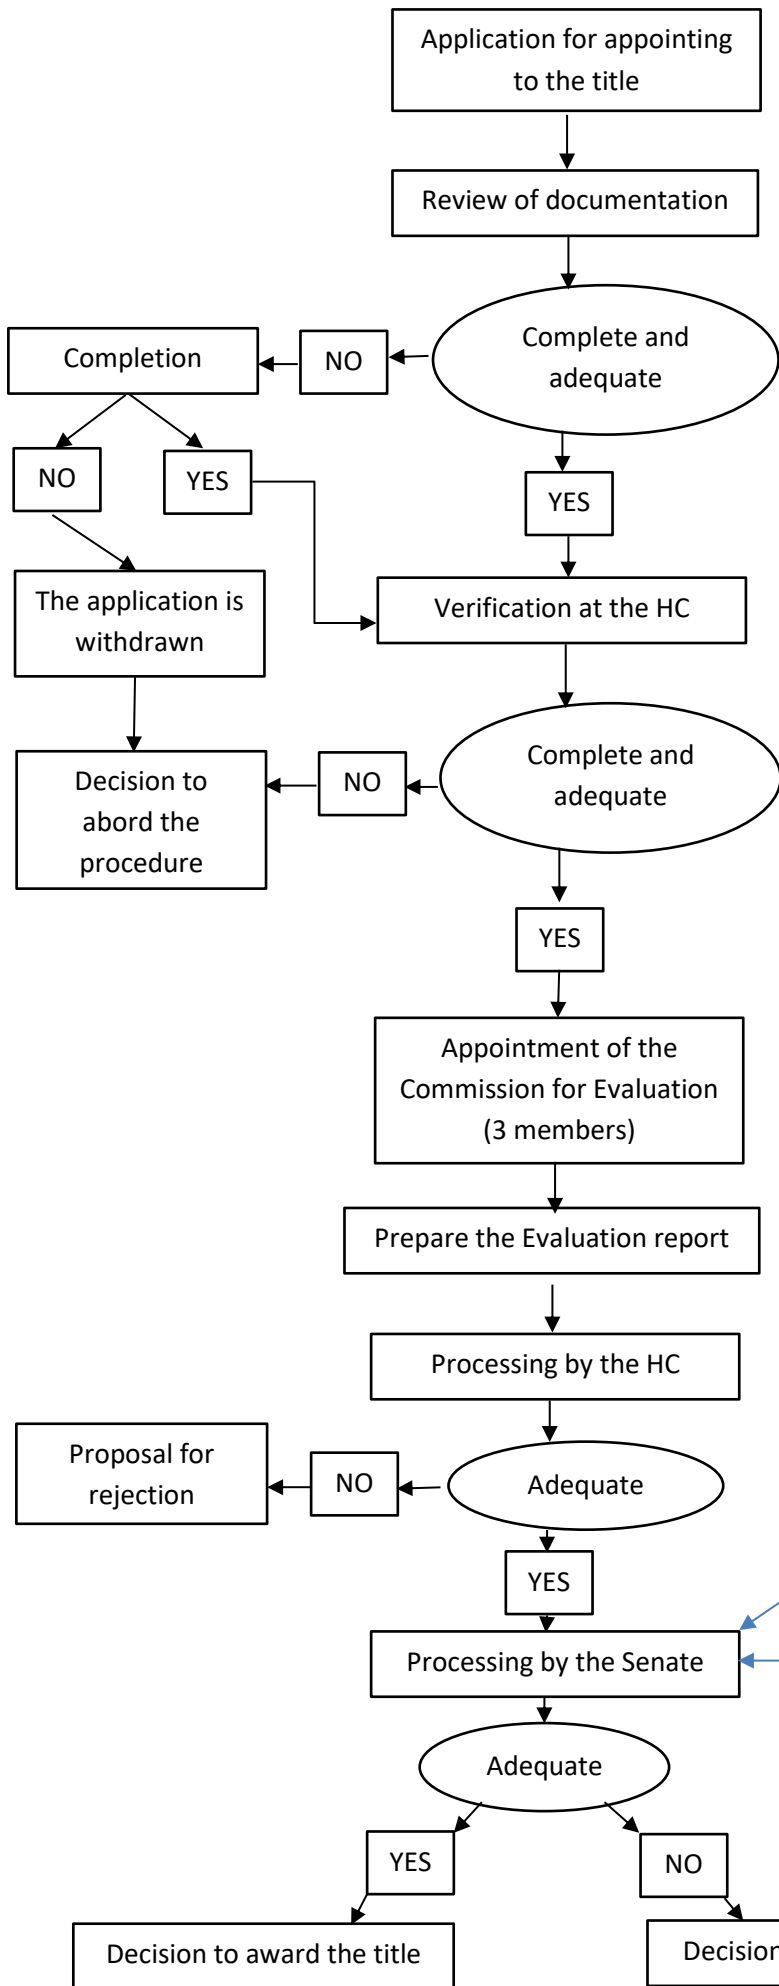 Application for appointing
to the title
Review of documentation
Complete and
adequate
NO
Completion
NO
YES
YES
The application is
withdrawn
Verification at the HC
Complete and
adequate
NO
Decision to
abord the
procedure
YES
Appointment of the
Commission for Evaluation
(3 members)
Prepare the Evaluation report
Processing by the HC
Adequate
NO
Proposal for
rejection
YES
Processing by the Senate
Adequate
YES
NO
Decision to award the title
Decision